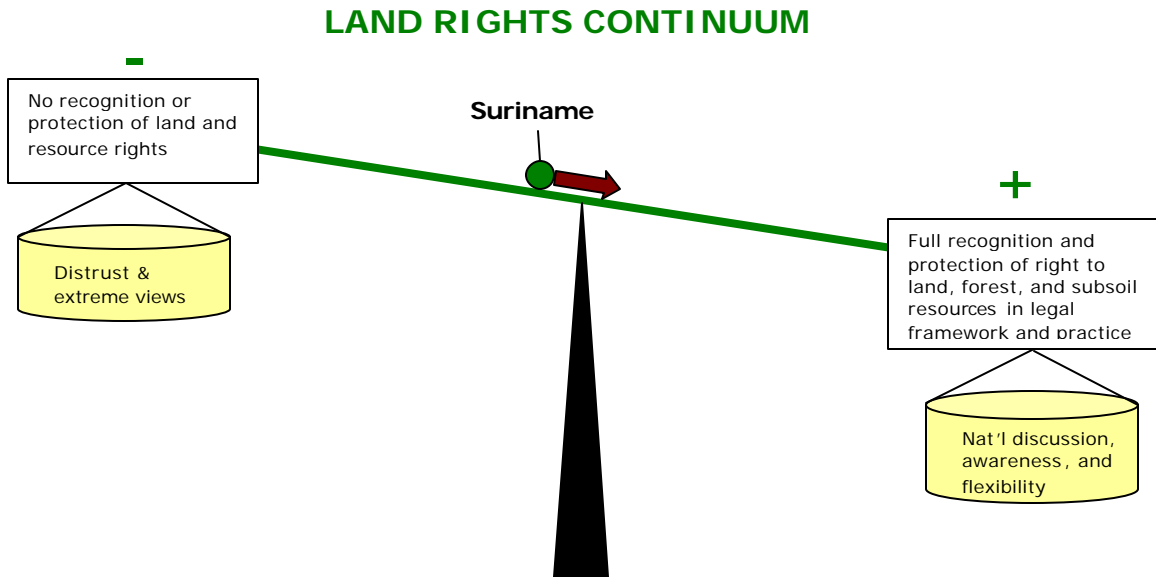 LAND RIGHTS CONTINUUM
-
No recognition or
protection of land and
resource rights
Distrust &
extreme views
Suriname
+
Full recognition and
protection of right to
land, forest, and subsoil
resources in legal
framework and practice
Nat'l discussion,
awareness, and
flexibility